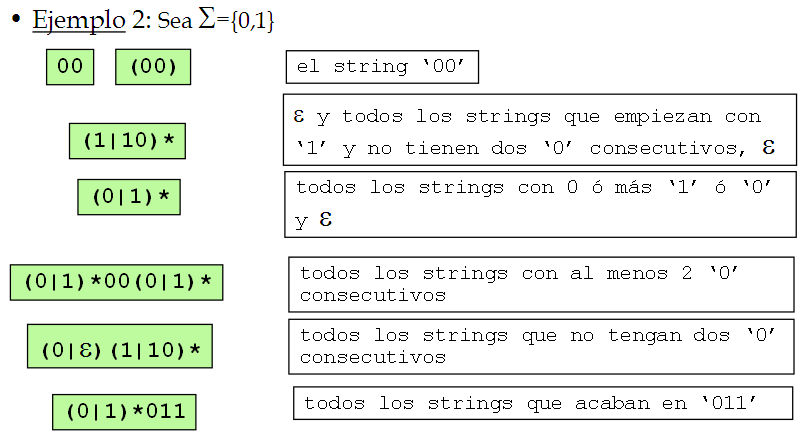 • Ejemplo 2: Sea Σ={0,1}
00 (00) el string ‘00’
(1|10)* ε y todos los strings que empiezan con
‘1’ y no tienen dos ‘0’ consecutivos, ε
(0|1)* todos los strings con 0 ó más ‘1’ ó ‘0’
y ε
(0|1)*00(0|1)* todos los strings con al menos 2 ‘0’
consecutivos
(0|ε)(1|10)* todos los strings que no tengan dos ‘0’
consecutivos
(0|1)*011 todos los strings que acaban en ‘011’